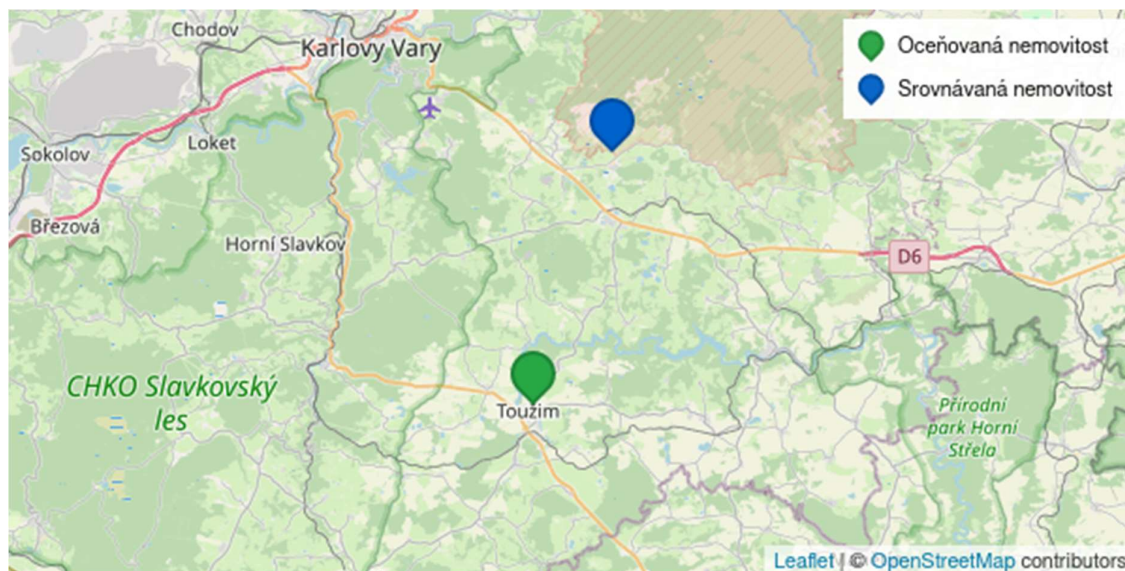 Chodov
Karlovy Vary
Oceňovaná nemovitost
Srovnávaná nemovitost
Loket
Sokolov
Březová
Horní Slavkov
D6
CHKO Slavkovský
les
Toužim
Přírodní
park Horní
Střela
Leaflet | © OpenStreetMap contributors